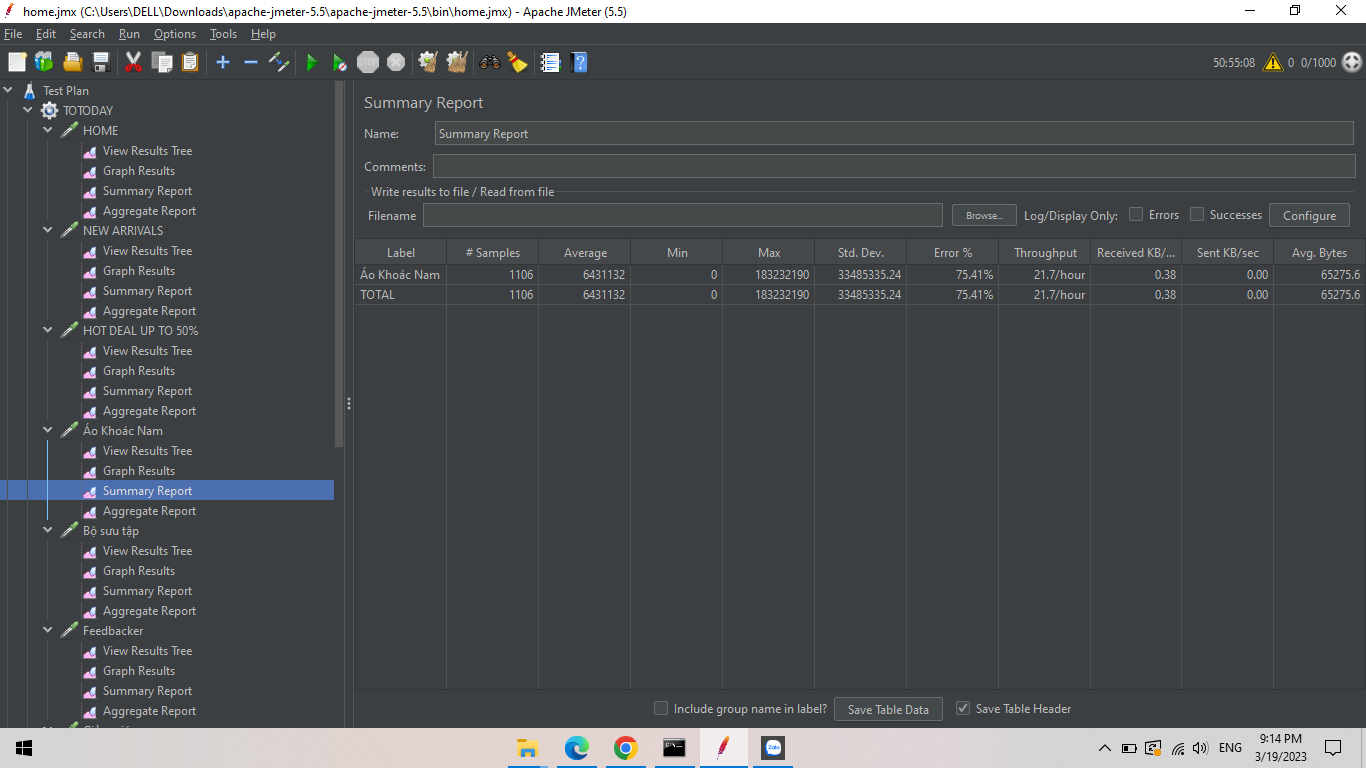 home.jmx (C:\Users\DELL\Downloads\apache-jmeter-5.5\apache-jmeter-5.5\bin\home.jmx) - Apache JMeter (5.5)
File Edit Search Run Options Tools Help
STOP
50:55:08 0 0/1000
Test Plan
TOTODAY
HOME
View Results Tree
Graph Results
Summary Report
Aggregate Report
NEW ARRIVALS
View Results Tree
Graph Results
Summary Report
Aggregate Report
HOT DEAL UP TO 50%
View Results Tree
Graph Results
Summary Report
Aggregate Report
Áo Khoác Nam
View Results Tree
Graph Results
Summary Report
Aggregate Report
Bộ sưu tập
View Results Tree
Graph Results
Summary Report
Aggregate Report
Feedbacker
View Results Tree
Graph Results
Summary Report
Aggregate Report
Summary Report
Name: Summary Report
Comments:
Write results to file / Read from file
Filename Browse... Log/Display Only: Errors Successes Configure
Label # Samples Average Min Max Std. Dev. Error % Throughput Received KB/... Sent KB/sec Avg. Bytes
Áo Khoác Nam 1106 6431132 0 183232190 33485335.24 75.41% 21.7/hour 0.38 0.00 65275.6
TOTAL 1106 6431132 0 183232190 33485335.24 75.41% 21.7/hour 0.38 0.00 65275.6
Include group name in label? Save Table Data Save Table Header
Zalo
ENG
9:14 PM
3/19/2023